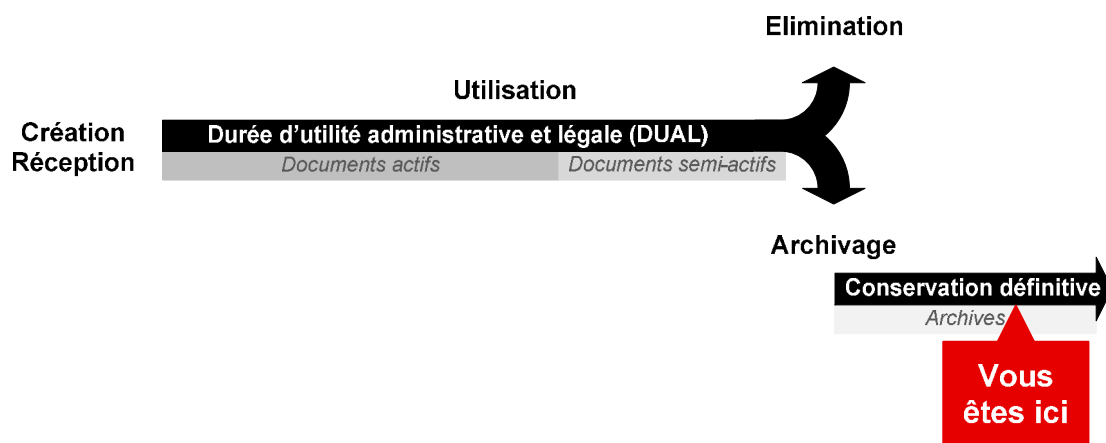 Elimination
Utilisation
Création
Réception
Durée d'utilité administrative et légale (DUAL)
Documents actifs
Documents semi-actifs
Archivage
Conservation définitive
Archives
Vous
êtes ici